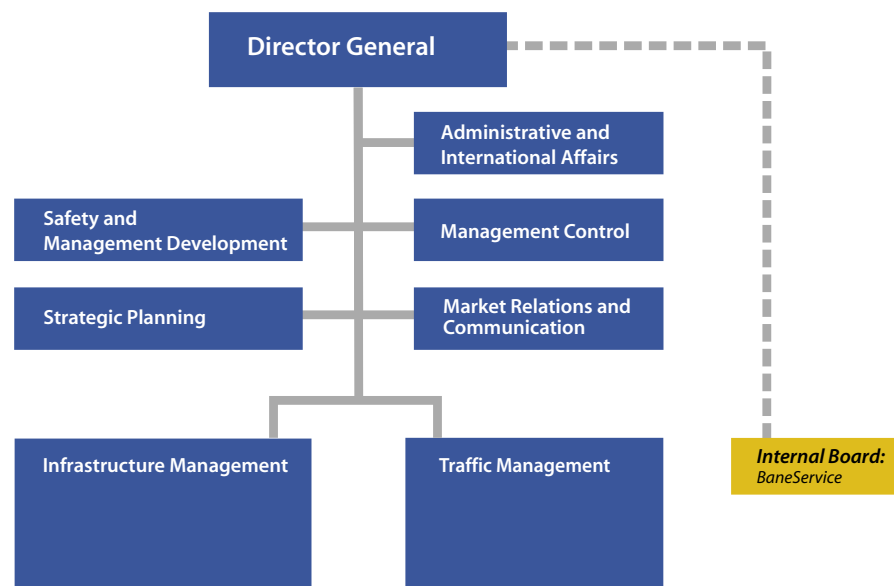 Director General
Administrative and
International Affairs
Safety and
Management Development
Management Control
Strategic Planning
Market Relations and
Communication
Infrastructure Management
Traffic Management
Internal Board:
BaneService